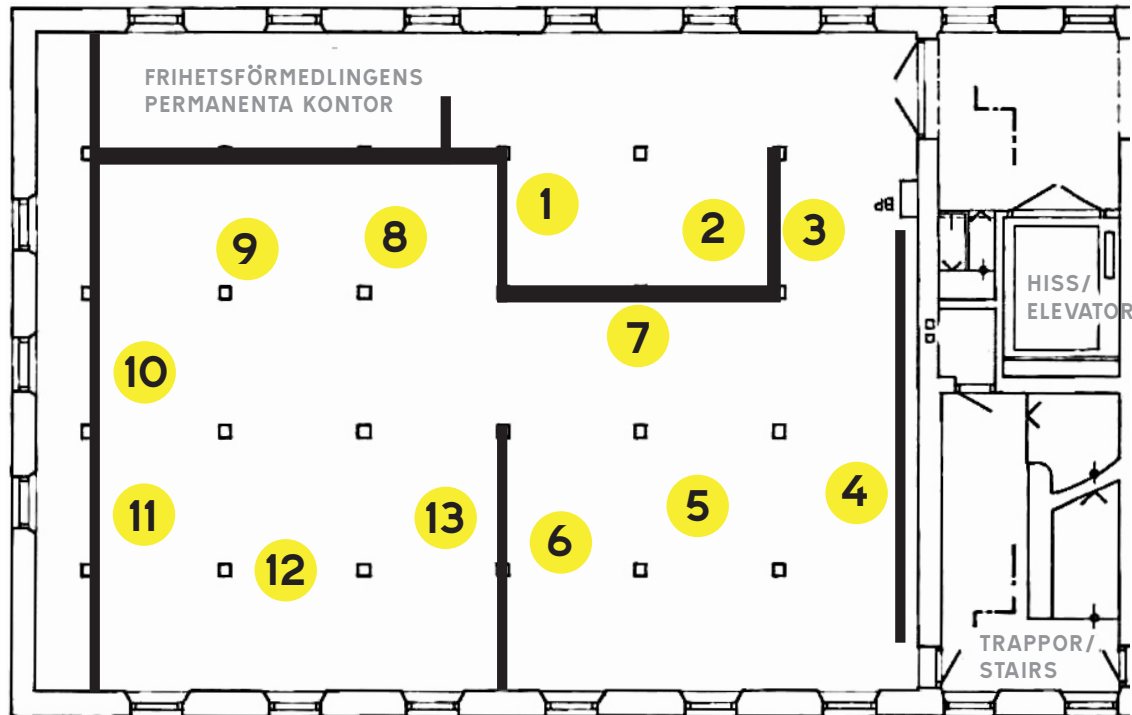 FRIHETSFÖRMEDLINGENS
PERMANENTA KONTOR
1
2
3
8
9
HISS/
ELEVATOR
7
10
4
5
11
13
6
12
TRAPPOR/
STAIRS